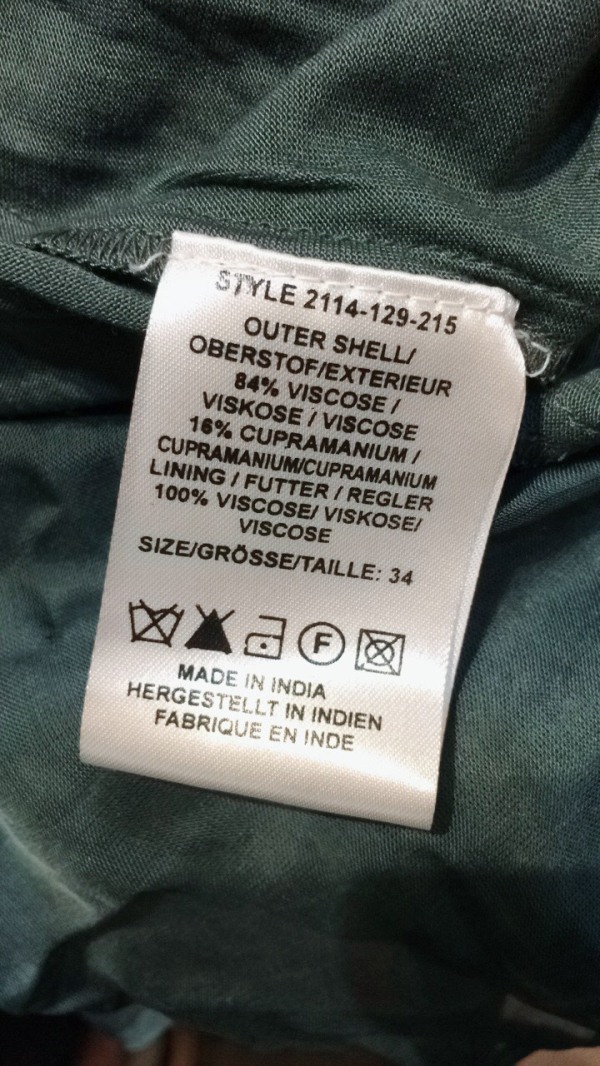 STYLE 2114-129-215
OUTER SHELL/
OBERSTOF/EXTERIEUR
84% VISCOSE /
VISKOSE / VISCOSE
16% CUPRAMANIUM /
CUPRAMANIUM/CUPRAMANIUM
LINING / FUTTER / REGLER
100% VISCOSE/ VISKOSE/
VISCOSE
SIZE/GRÖSSE/TAILLE: 34
F
MADE IN INDIA
HERGESTELLT IN INDIEN
FABRIQUE EN INDE